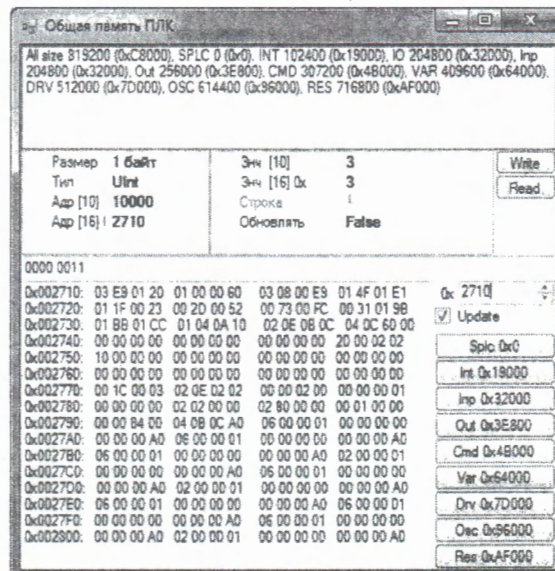 Общая память ПЛК
All size 819200 (0xC8000), SPLC 0 (0x0), INT 102400 (0x19000), IO 204800 (0x32000), Inp
204800 (0x32000), Out 256000 (0x3E800), CMD 307200 (0x4B000), VAR 409600 (0x64000),
DRV 512000 (0x7D000), OSC 614400 (0x96000), RES 716800 (0xAF000)
Размер 1 байт Знч [10] 3 Write
Тип UInt Знч [16] 0x 3 Read
Адр [10] 10000 Строка
Адр [16] 2710 Обновлять False
0000 0011
0x002710: 03 E9 01 20 01 00 00 60 03 08 00 E9 01 4F 01 E1 0x 2710
0x002720: 01 1F 00 23 00 2D 00 52 00 73 00 FC 00 31 01 9B Update
0x002730: 01 BB 01 CC 01 04 0A 10 02 0E 0B 0C 04 0C 60 00
0x002740: 00 00 00 00 00 00 00 00 00 00 00 00 20 00 02 02 Splc 0x0
0x002750: 10 00 00 00 00 00 00 00 00 00 00 00 00 00 00 00
0x002760: 00 00 00 00 00 00 00 00 00 00 00 00 00 00 00 00 Int 0x19000
0x002770: 00 1C 00 03 02 0E 02 02 00 00 02 00 00 00 00 01 Inp 0x32000
0x002780: 00 00 00 00 02 02 00 00 02 80 00 00 00 01 00 00
0x002790: 00 00 84 00 04 0B 0C A0 06 00 00 01 00 00 00 00 Out 0x3E800
0x0027A0: 00 00 00 A0 06 00 00 01 00 00 00 00 00 00 00 A0
0x0027B0: 06 00 00 01 00 00 00 00 00 00 00 A0 02 00 00 01 Cmd 0x4B000
0x0027C0: 00 00 00 00 00 00 00 A0 06 00 00 01 00 00 00 00 Var 0x64000
0x0027D0: 00 00 00 A0 02 00 00 01 00 00 00 00 00 00 00 A0
0x0027E0: 06 00 00 01 00 00 00 00 00 00 00 A0 06 00 00 01 Drv 0x7D000
0x0027F0: 00 00 00 00 00 00 00 A0 06 00 00 01 00 00 00 00 Osc 0x96000
0x002800: 00 00 00 A0 02 00 00 01 00 00 00 00 00 00 00 A0
Res 0xAF000